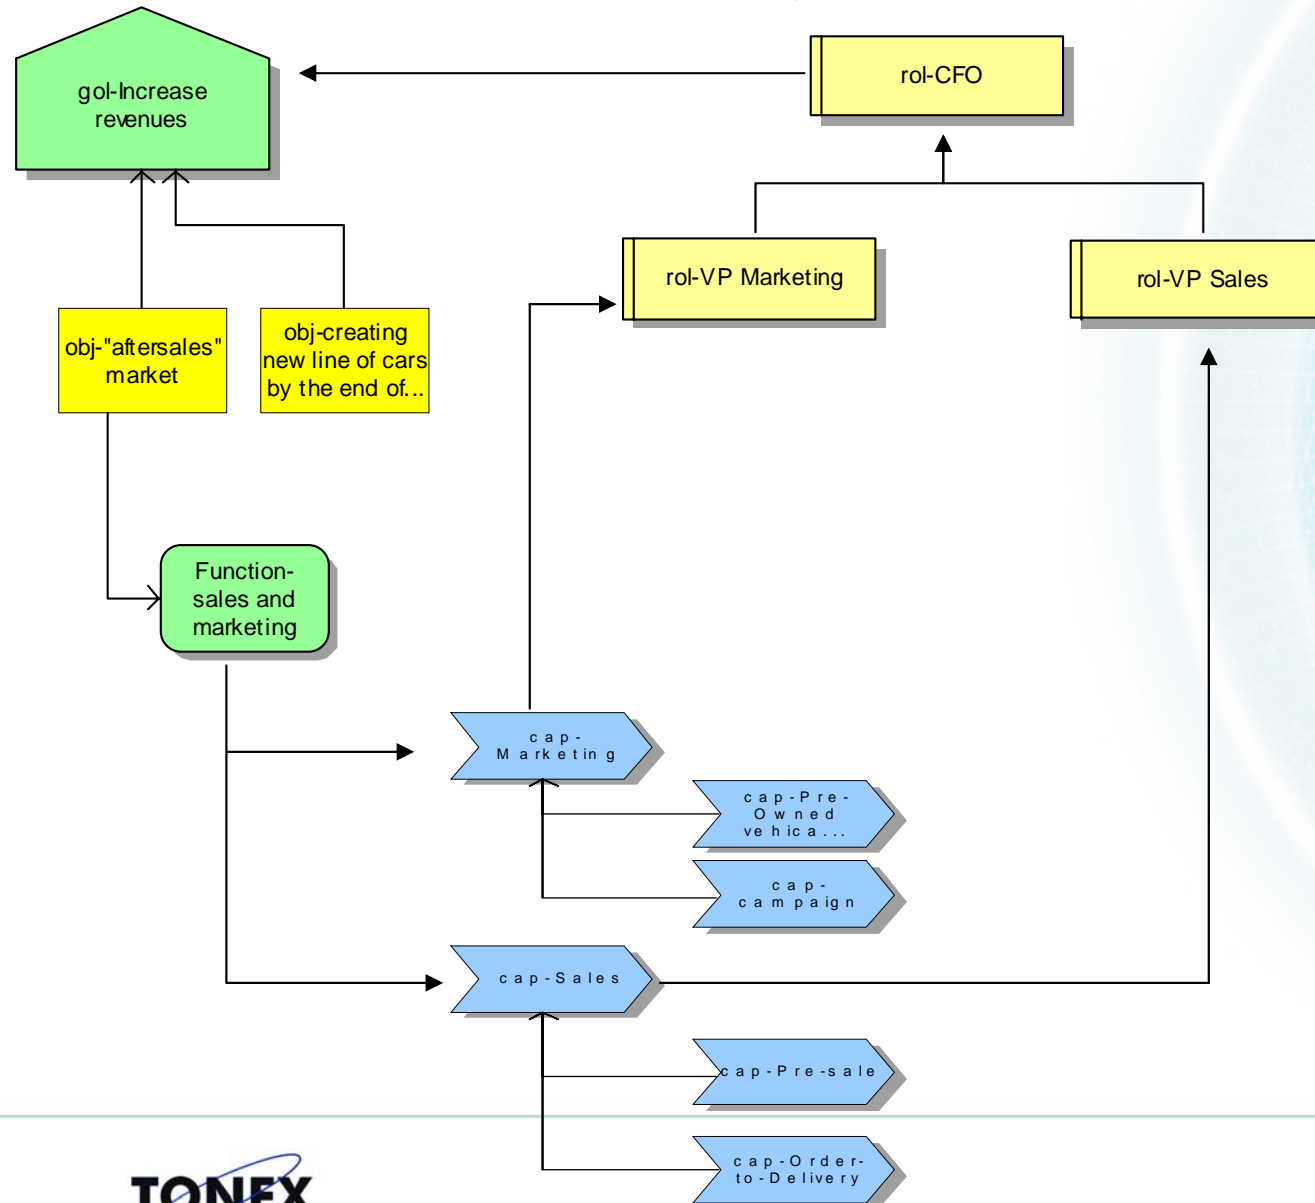 gol-Increase
revenues
rol-CFO
rol-VP Marketing
rol-VP Sales
obj-"aftersales"
market
obj-creating
new line of cars
by the end of...
Function-
sales and
marketing
cap-
Marketing
cap-Pre-
Owned
vehica...
cap-
campaign
cap-Sales
cap-Pre-sale
cap-Order-
to-Delivery
TONEX